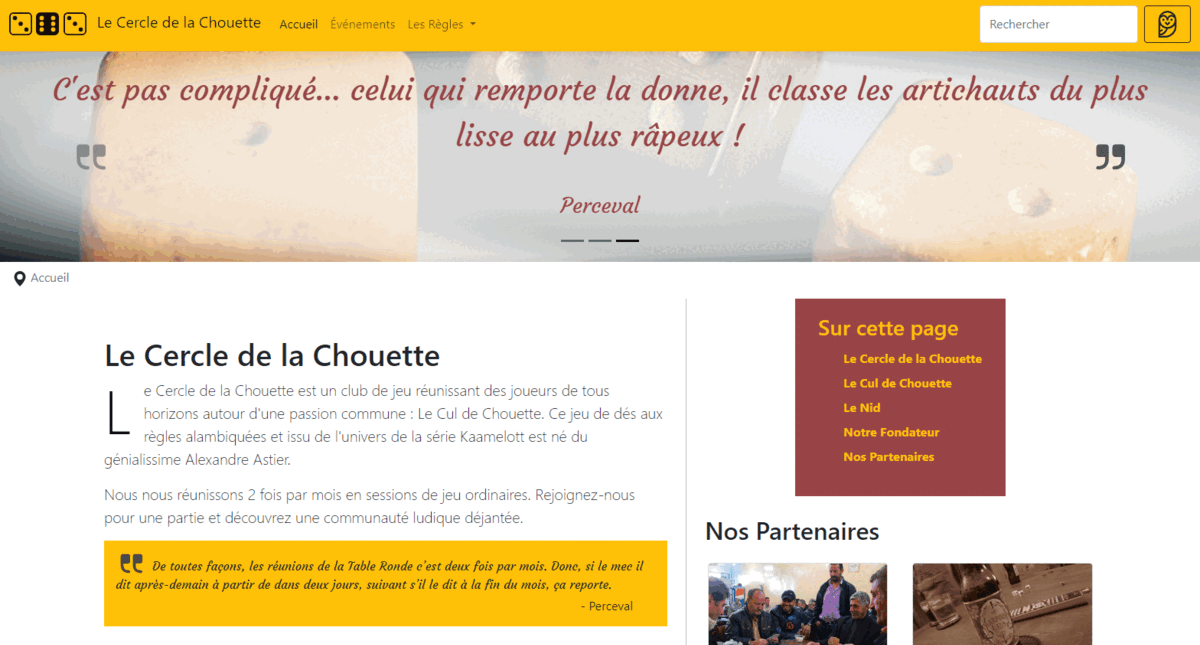 Le Cercle de la Chouette
Accueil
Événements
Les Règles
Rechercher
C'est pas compliqué... celui qui remporte la donne, il classe les artichauts du plus
lisse au plus râpeux !
Perceval
Accueil
Le Cercle de la Chouette
Le Cercle de la Chouette est un club de jeu réunissant des joueurs de tous
horizons autour d'une passion commune : Le Cul de Chouette. Ce jeu de dés aux
règles alambiquées et issu de l'univers de la série Kaamelott est né du
génialissime Alexandre Astier.
Nous nous réunissons 2 fois par mois en sessions de jeu ordinaires. Rejoignez-nous
pour une partie et découvrez une communauté ludique déjantée.
De toutes façons, les réunions de la Table Ronde c'est deux fois par mois. Donc, si le mec il
dit après-demain à partir de dans deux jours, suivant s'il le dit à la fin du mois, ça reporte.
- Perceval
Sur cette page
Le Cercle de la Chouette
Le Cul de Chouette
Le Nid
Notre Fondateur
Nos Partenaires
Nos Partenaires